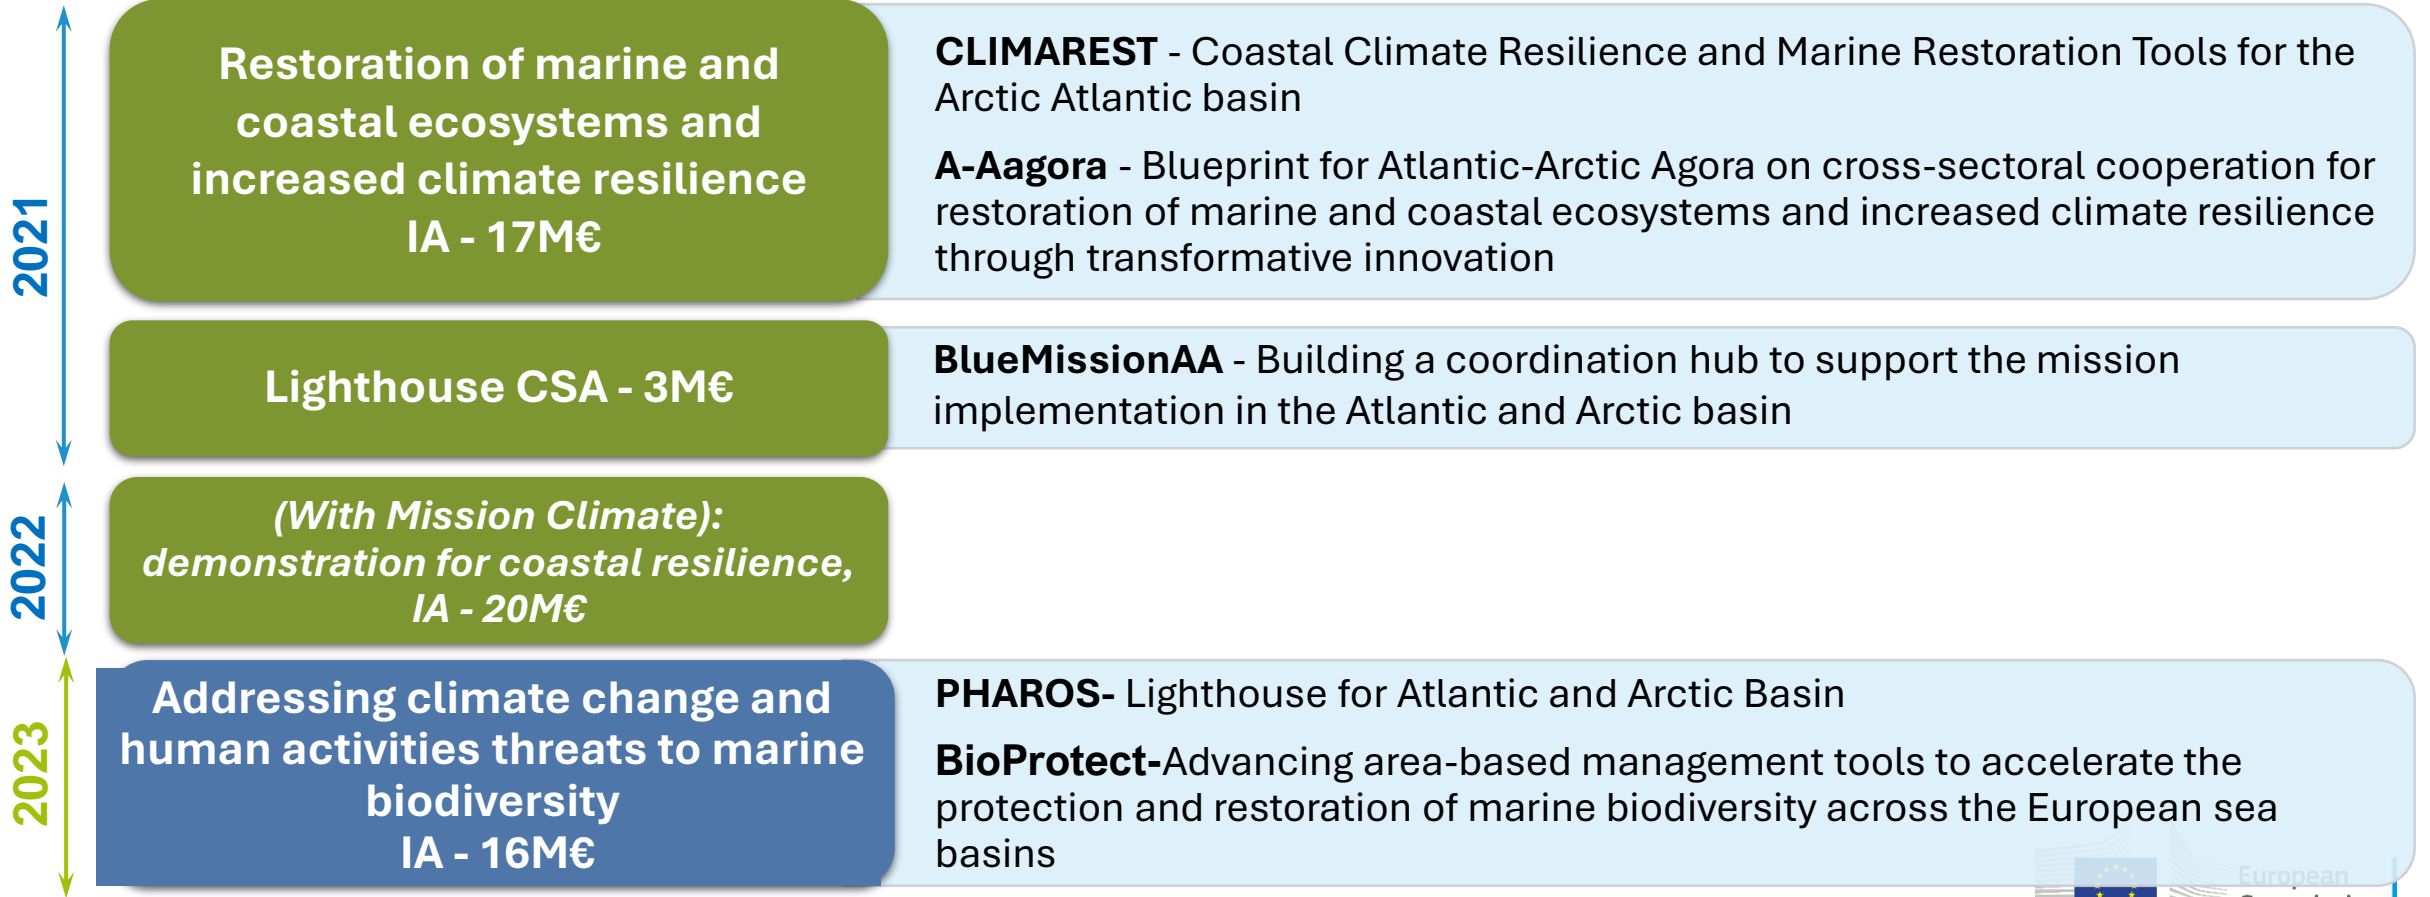 2021
Restoration of marine and
coastal ecosystems and
increased climate resilience
IA - 17M€
CLIMAREST - Coastal Climate Resilience and Marine Restoration Tools for the
Arctic Atlantic basin
A-Aagora - Blueprint for Atlantic-Arctic Agora on cross-sectoral cooperation for
restoration of marine and coastal ecosystems and increased climate resilience
through transformative innovation
Lighthouse CSA - 3M€
BlueMissionAA - Building a coordination hub to support the mission
implementation in the Atlantic and Arctic basin
2022
(With Mission Climate):
demonstration for coastal resilience,
IA - 20M€
2023
Addressing climate change and
human activities threats to marine
biodiversity
IA - 16M€
PHAROS- Lighthouse for Atlantic and Arctic Basin
BioProtect-Advancing area-based management tools to accelerate the
protection and restoration of marine biodiversity across the European sea
basins
European